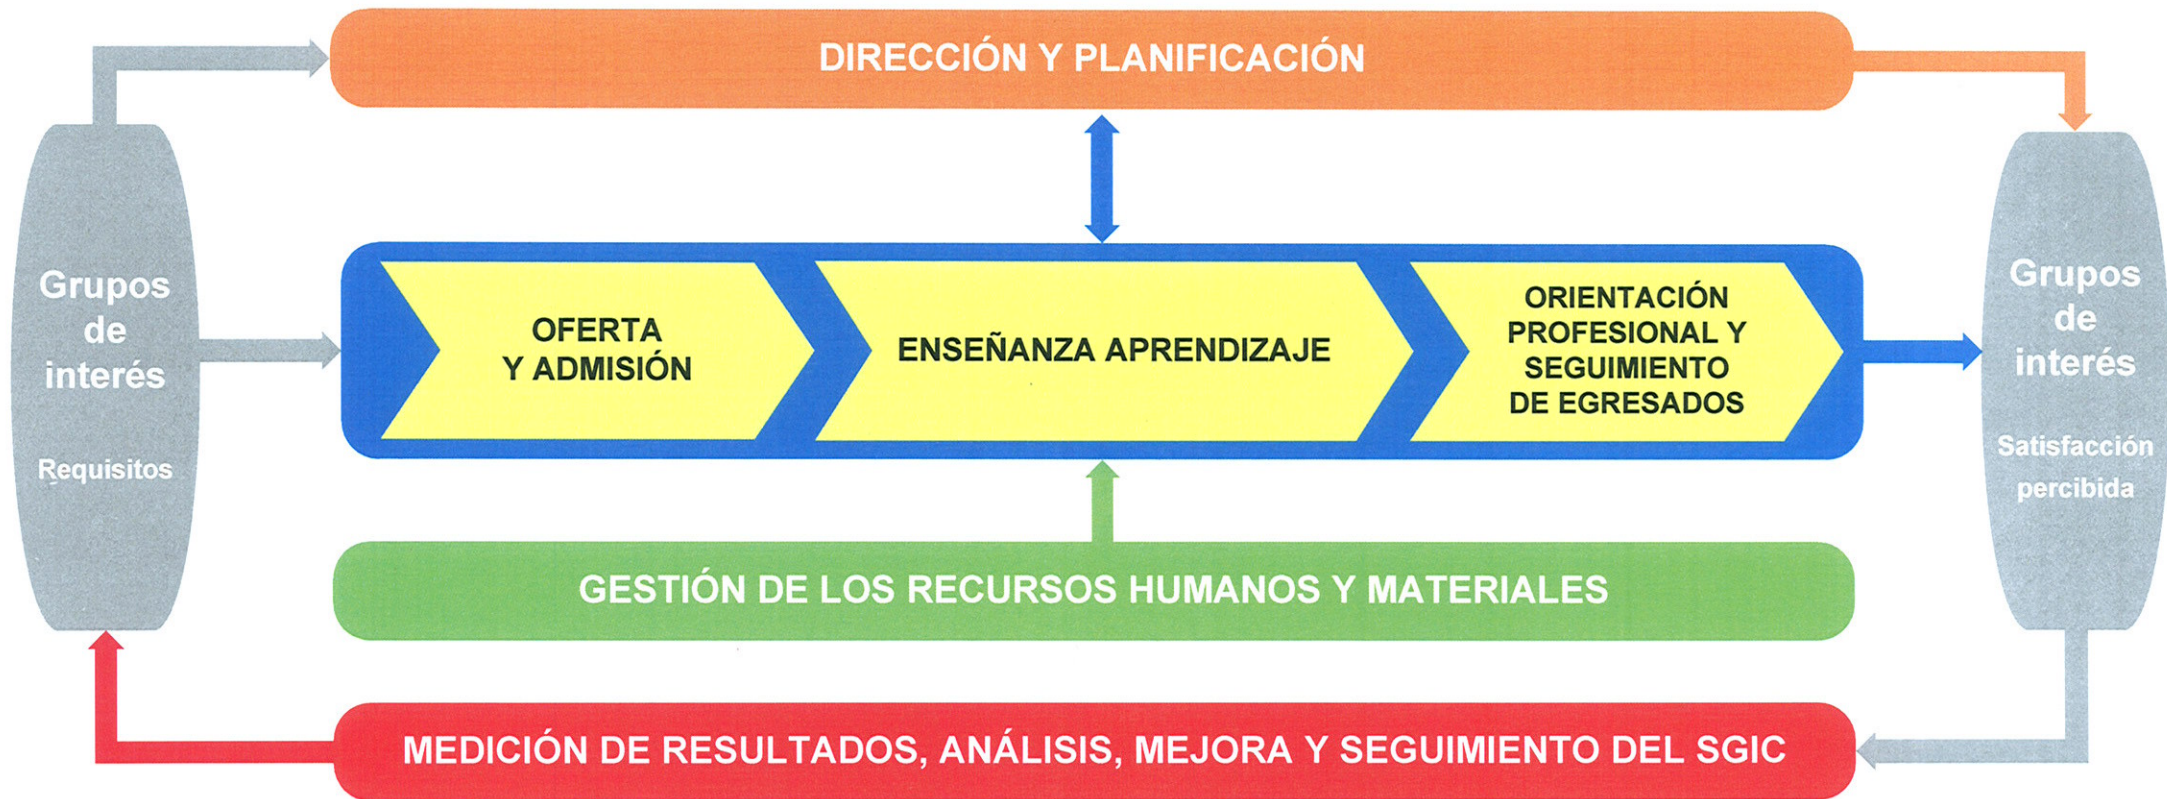 DIRECCIÓN Y PLANIFICACIÓN
Grupos
de
interés
Requisitos
OFERTA
Y ADMISIÓN
ENSEÑANZA APRENDIZAJE
ORIENTACIÓN
PROFESIONAL Y
SEGUIMIENTO
DE EGRESADOS
Grupos
de
interés
Satisfacción
percibida
GESTIÓN DE LOS RECURSOS HUMANOS Y MATERIALES
MEDICIÓN DE RESULTADOS, ANÁLISIS, MEJORA Y SEGUIMIENTO DEL SGIC